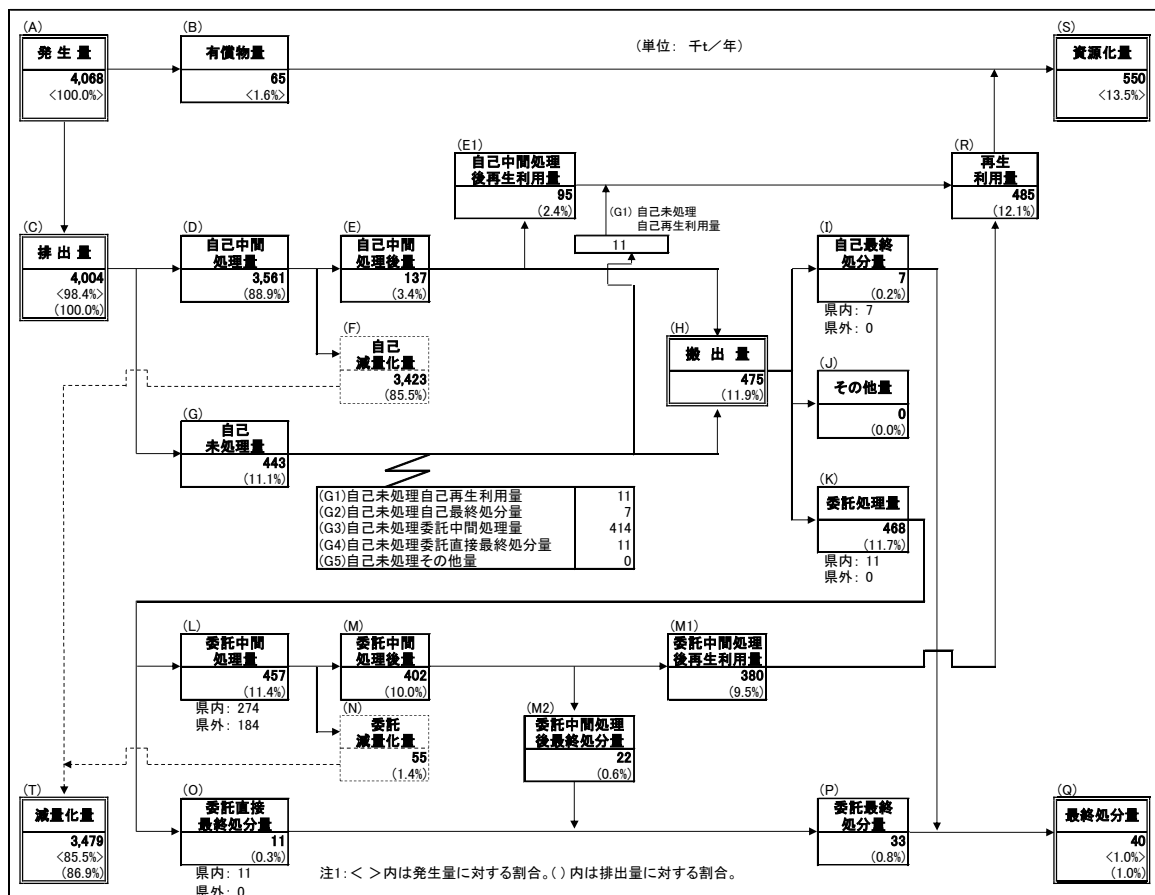 (A)
発 生 量
4,068
<100.0%>
(B)
有償物量
65
<1.6%>
(単位： 千t／年)
(S)
資源化量
550
<13.5%>
(E1)
自己中間処理
後再生利用量
95
(2.4%)
(R)
再生
利用量
485
(12.1%)
(G1) 自己未処理
自己再生利用量
11
(C)
排 出 量
4,004
<98.4%>
(100.0%)
(D)
自己中間
処理量
3,561
(88.9%)
(E)
自己中間
処理後量
137
(3.4%)
(I)
自己最終
処分量
7
(0.2%)
県内： 7
県外： 0
(F)
自己
減量化量
3,423
(85.5%)
(H)
搬 出 量
475
(11.9%)
(J)
その他量
0
(0.0%)
(G)
自己
未処理量
443
(11.1%)
(G1)自己未処理自己再生利用量 11
(G2)自己未処理自己最終処分量 7
(G3)自己未処理委託中間処理量 414
(G4)自己未処理委託直接最終処分量 11
(G5)自己未処理その他量 0
(K)
委託処理量
468
(11.7%)
県内： 11
県外： 0
(L)
委託中間
処理量
457
(11.4%)
県内： 274
県外： 184
(M)
委託中間
処理後量
402
(10.0%)
(M1)
委託中間処理
後再生利用量
380
(9.5%)
(N)
委託
減量化量
55
(1.4%)
(M2)
委託中間処理
後最終処分量
22
(0.6%)
(T)
減量化量
3,479
<85.5%>
(86.9%)
(O)
委託直接
最終処分量
11
(0.3%)
県内： 11
県外： 0
(P)
委託最終
処分量
33
(0.8%)
(Q)
最終処分量
40
<1.0%>
(1.0%)
注1：＜ ＞内は発生量に対する割合。( )内は排出量に対する割合。